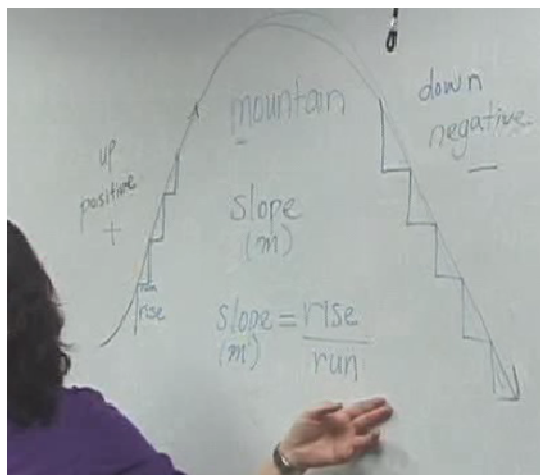 mountain
down
negative
—
up
positive
+
slope
(m)
run
rise
slope = rise
(m) run